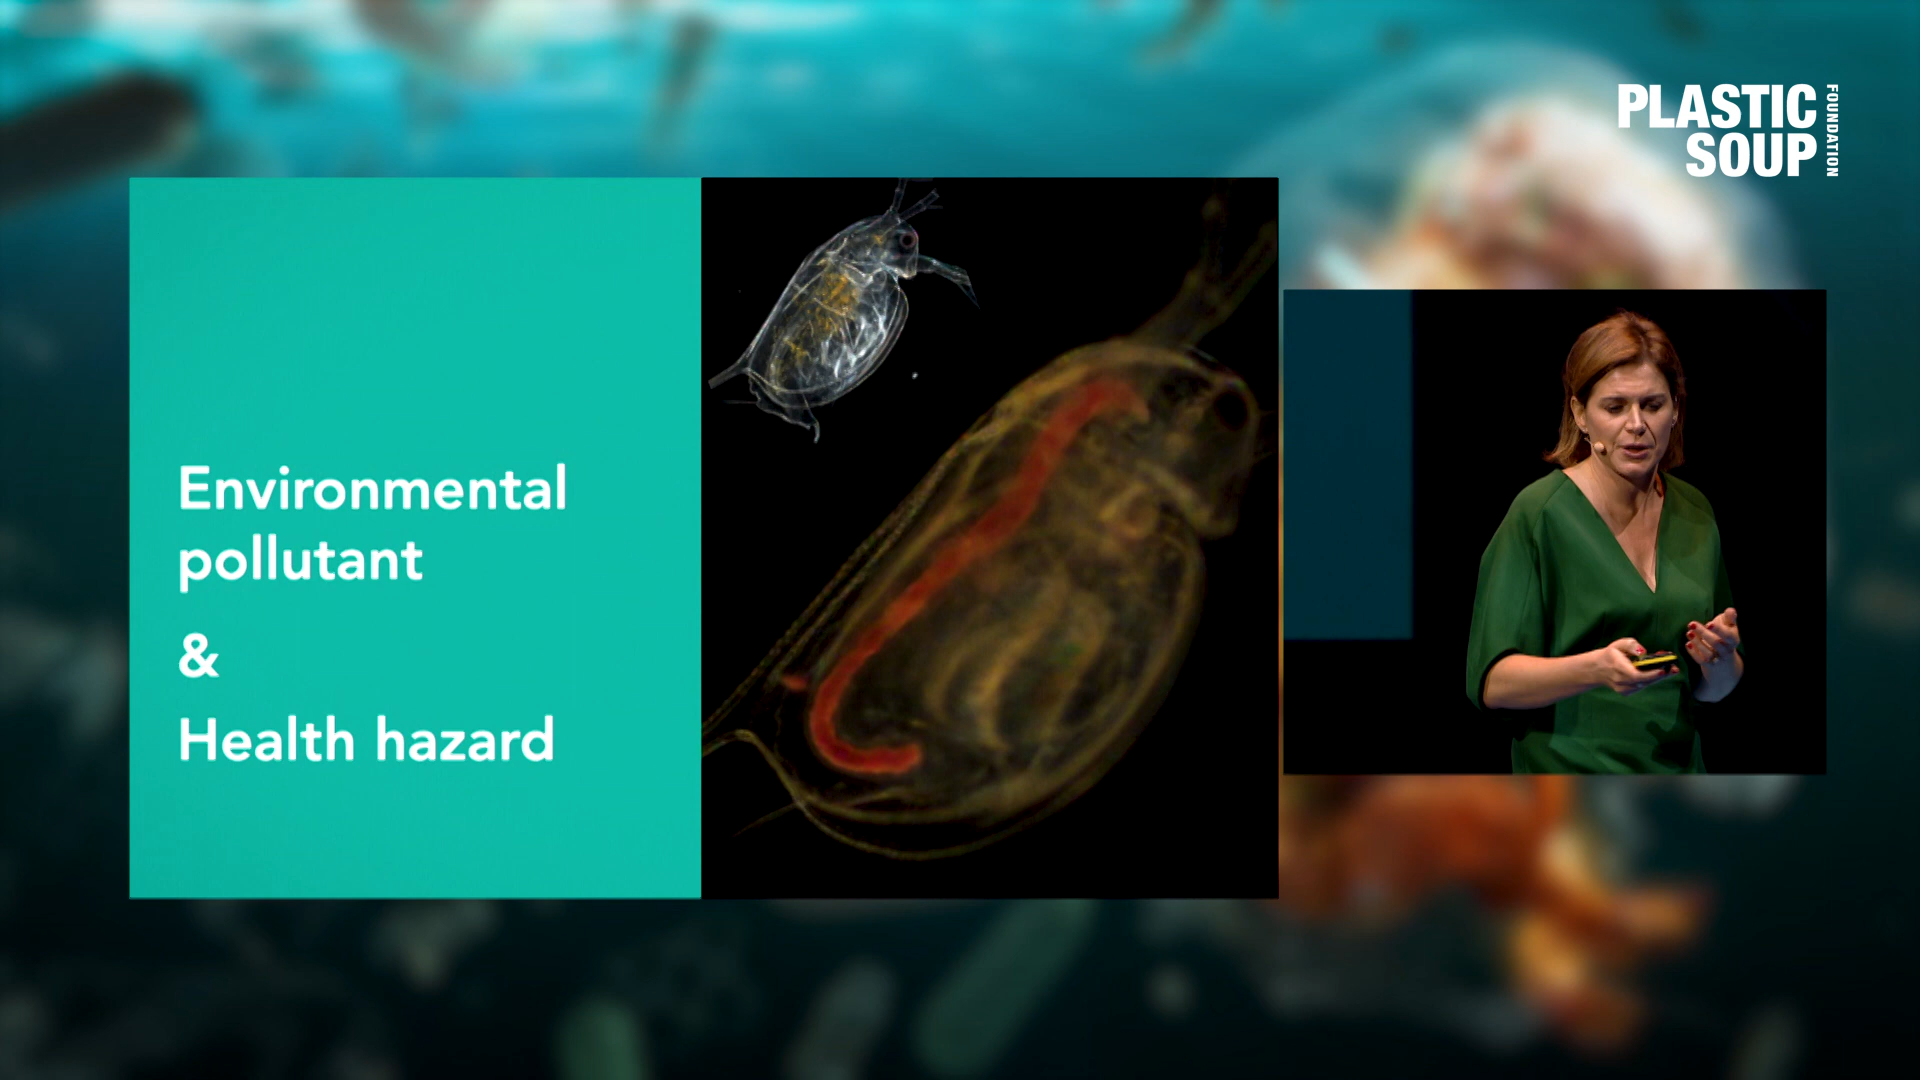 PLASTIC
SOUP
FOUNDATION
Environmental
pollutant
&
Health hazard